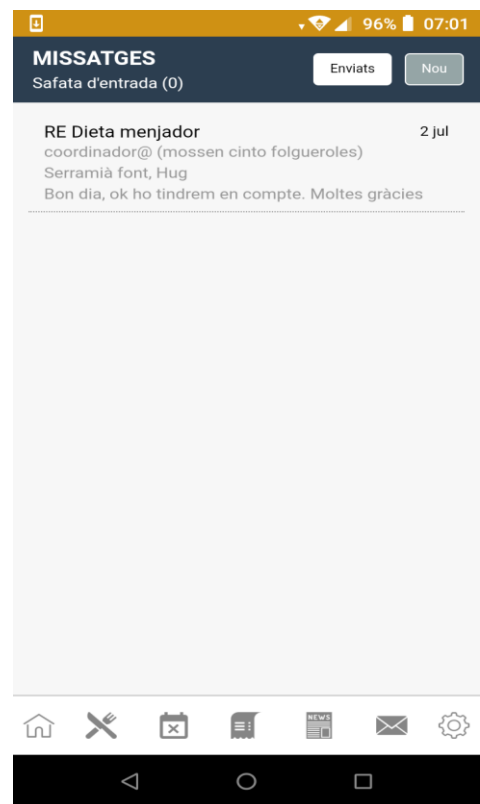 96% 07:01
MISSATGES
Safata d'entrada (0)
Enviats
Nou
RE Dieta menjador 2 jul
coordinador@ (mossen cinto folgueroles)
Serramià font, Hug
Bon dia, ok ho tindrem en compte. Moltes gràcies
NEWS